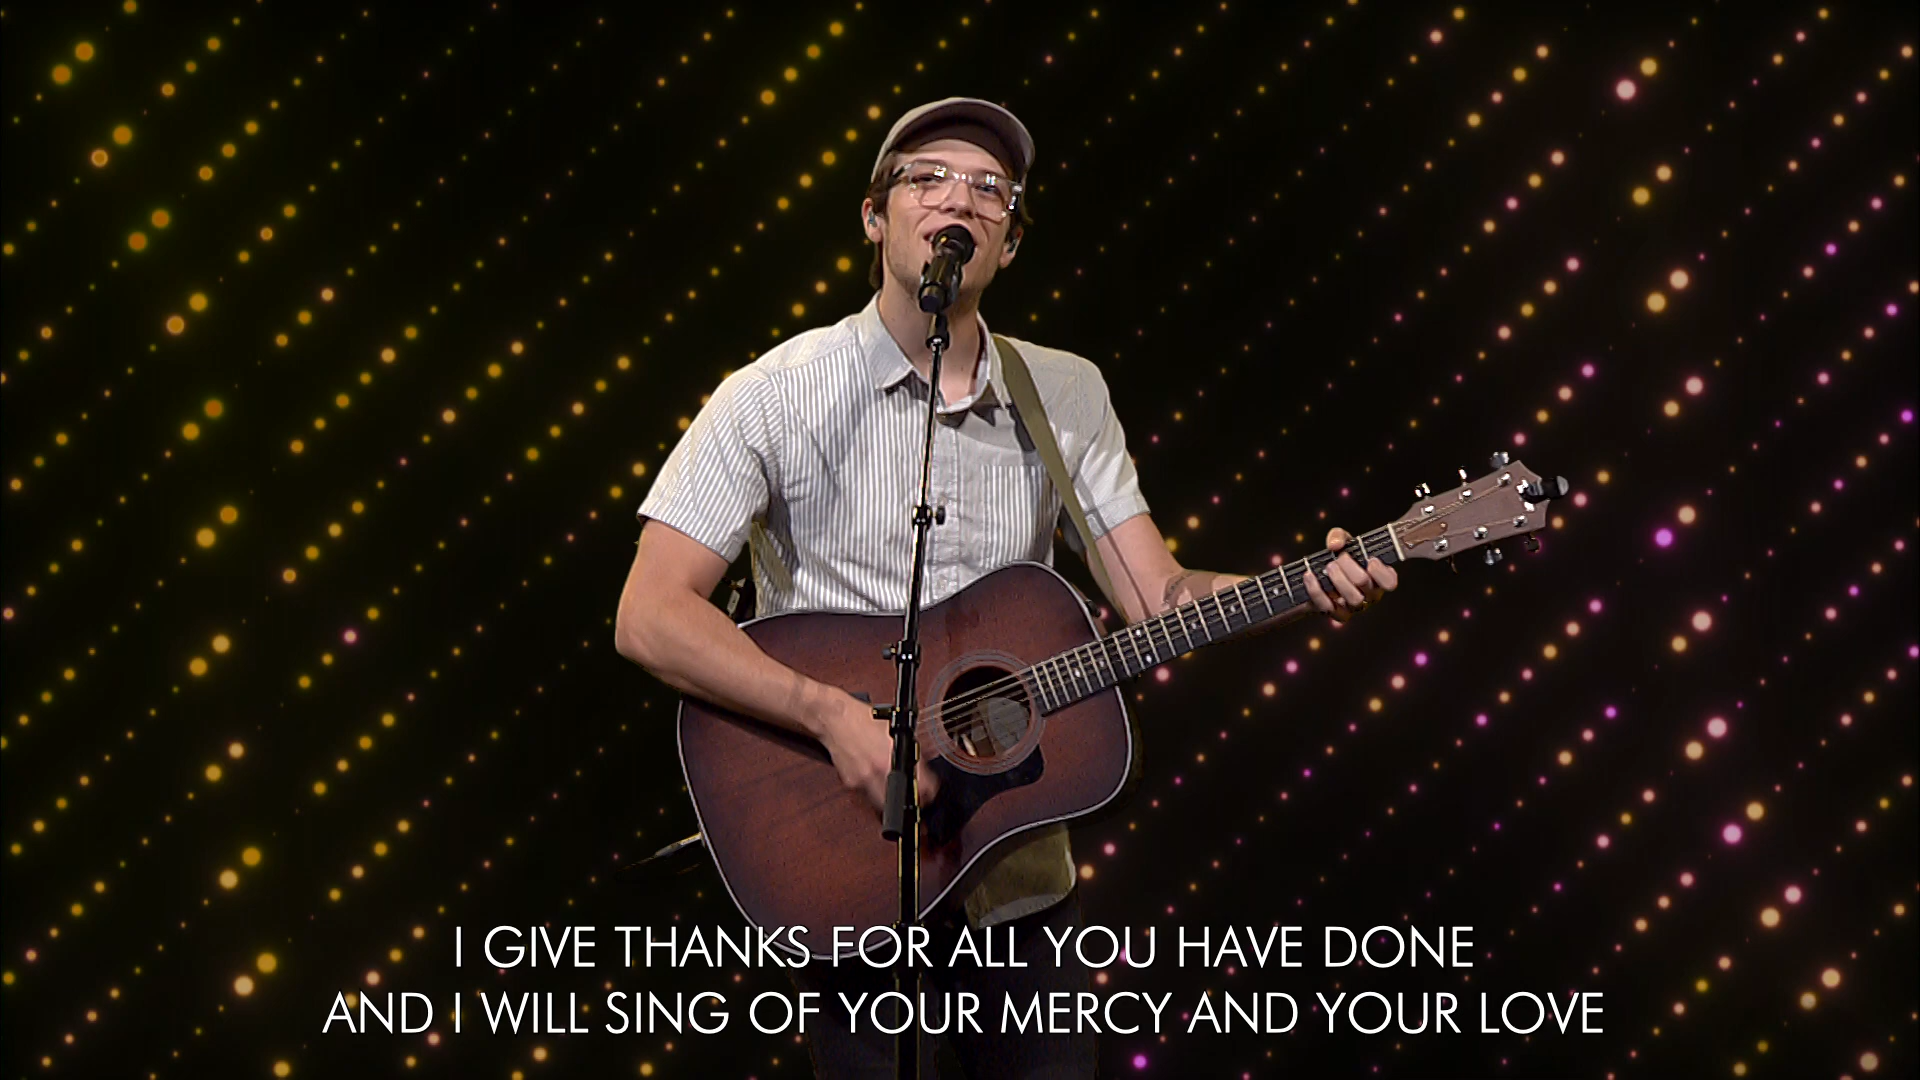 I GIVE THANKS FOR ALL YOU HAVE DONE
AND I WILL SING OF YOUR MERCY AND YOUR LOVE